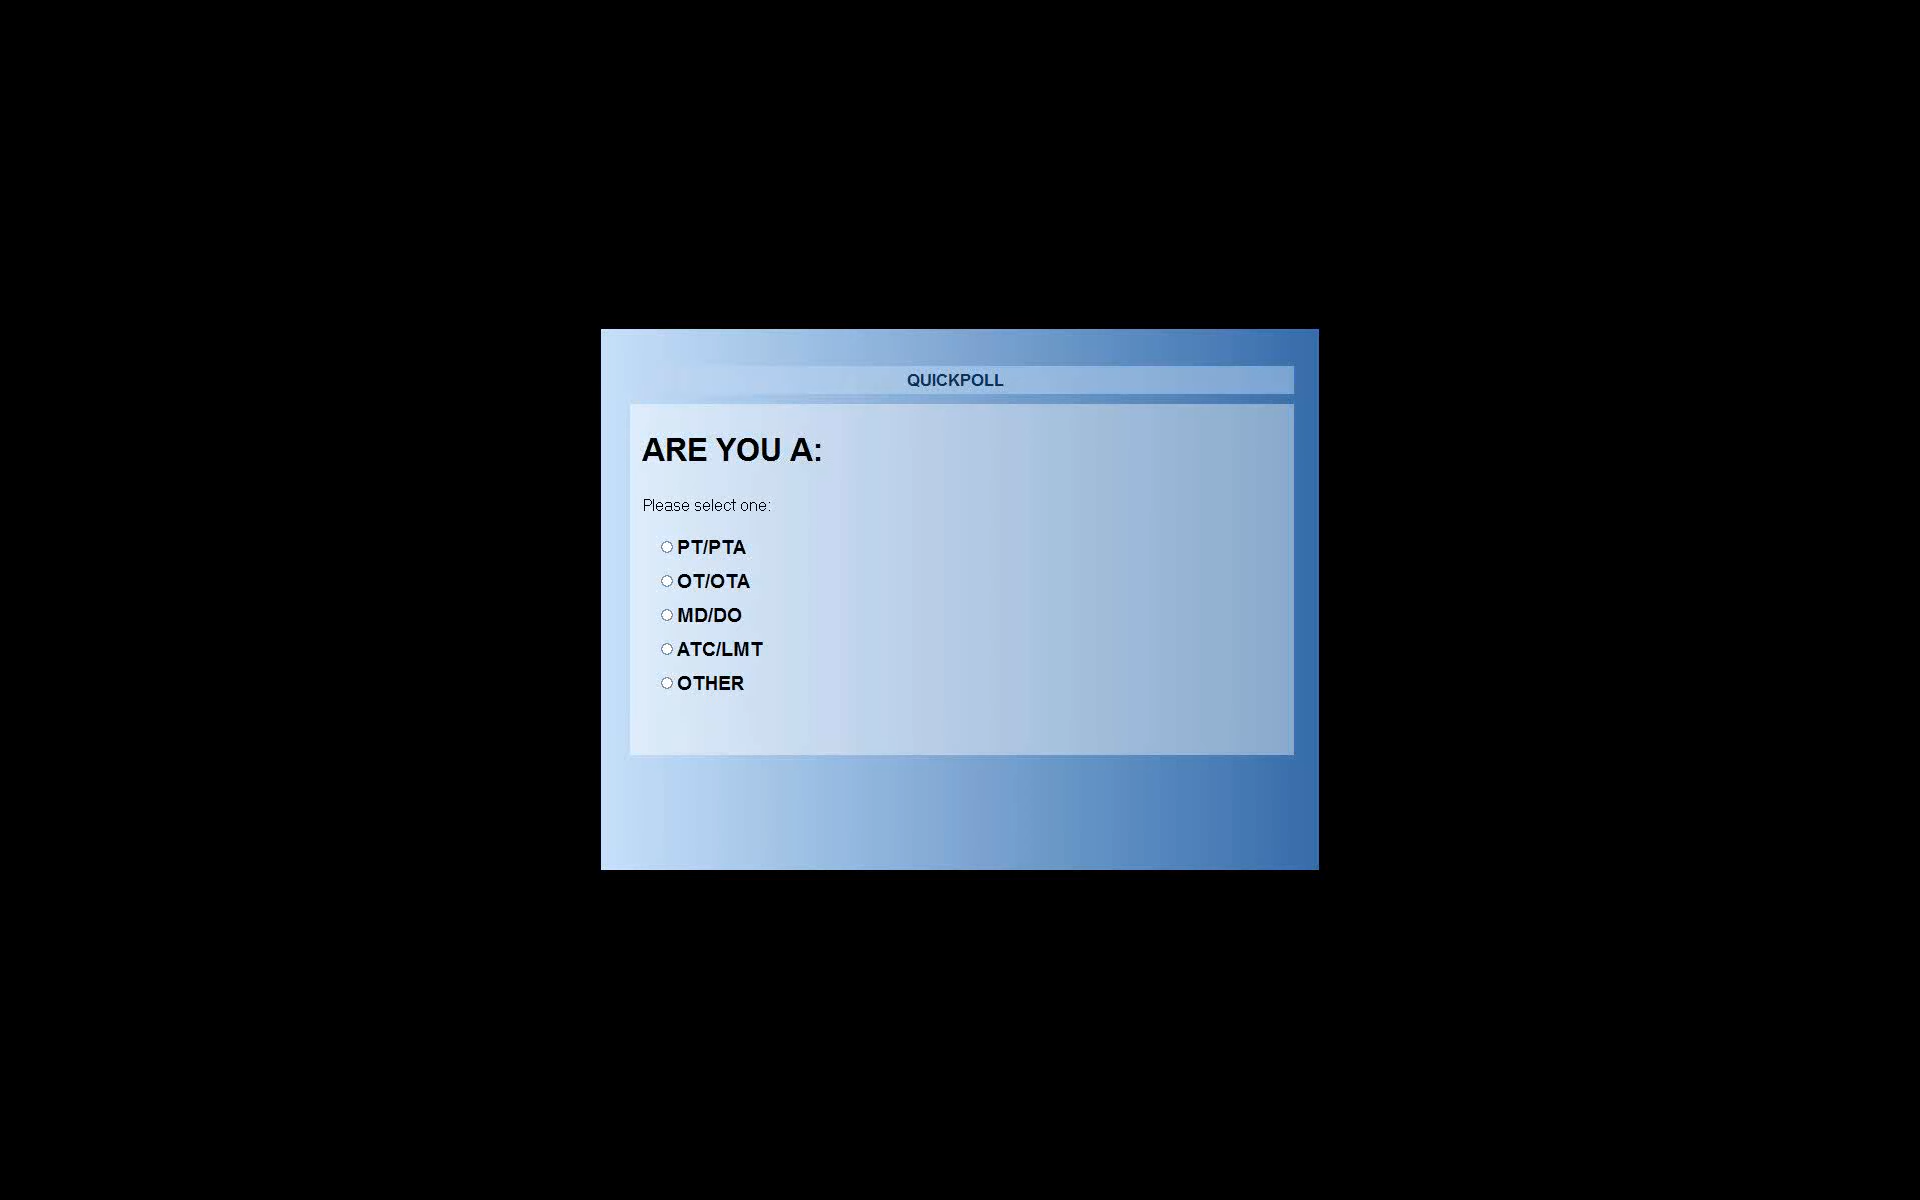 QUICKPOLL
ARE YOU A:
Please select one:
PT/PTA
OT/OTA
MD/DO
ATC/LMT
OTHER